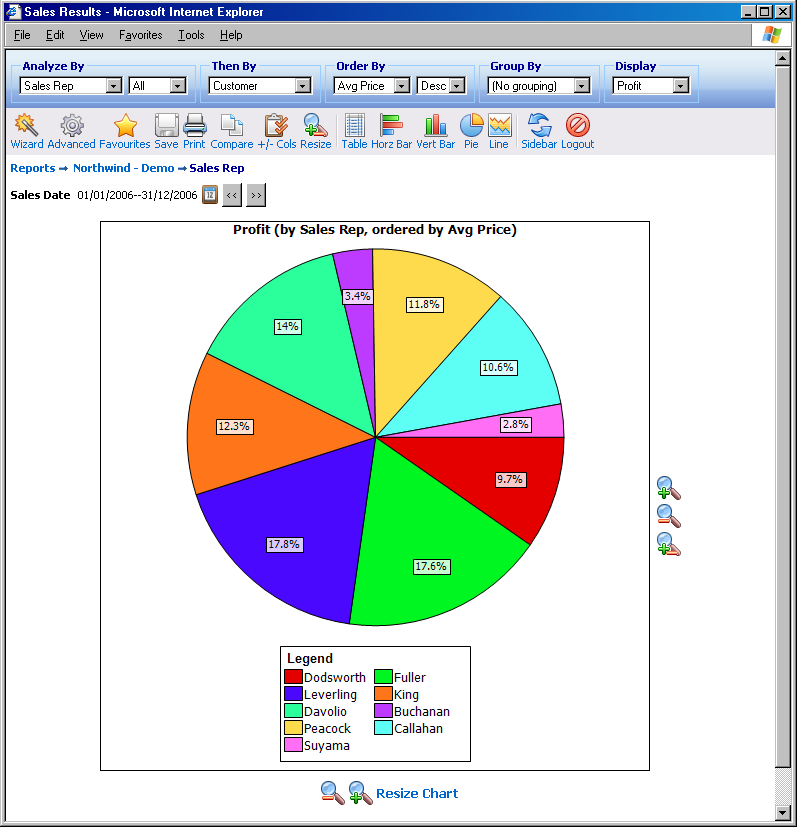 Sales Results - Microsoft Internet Explorer
File Edit View Favorites Tools Help
Analyze By Then By Order By Group By Display
Sales Rep All Customer Avg Price Desc (No grouping) Profit
Wizard Advanced Favourites Save Print Compare +/- Cols Resize Table Horz Bar Vert Bar Pie Line Sidebar Logout
Reports Northwind - Demo Sales Rep
Sales Date 01/01/2006--31/12/2006 12 << >>
Profit (by Sales Rep, ordered by Avg Price)
3.4%
11.8%
14%
10.6%
12.3%
2.8%
9.7%
17.8%
17.6%
Legend
Dodsworth Fuller
Leverling King
Davolio Buchanan
Peacock Callahan
Suyama
Resize Chart